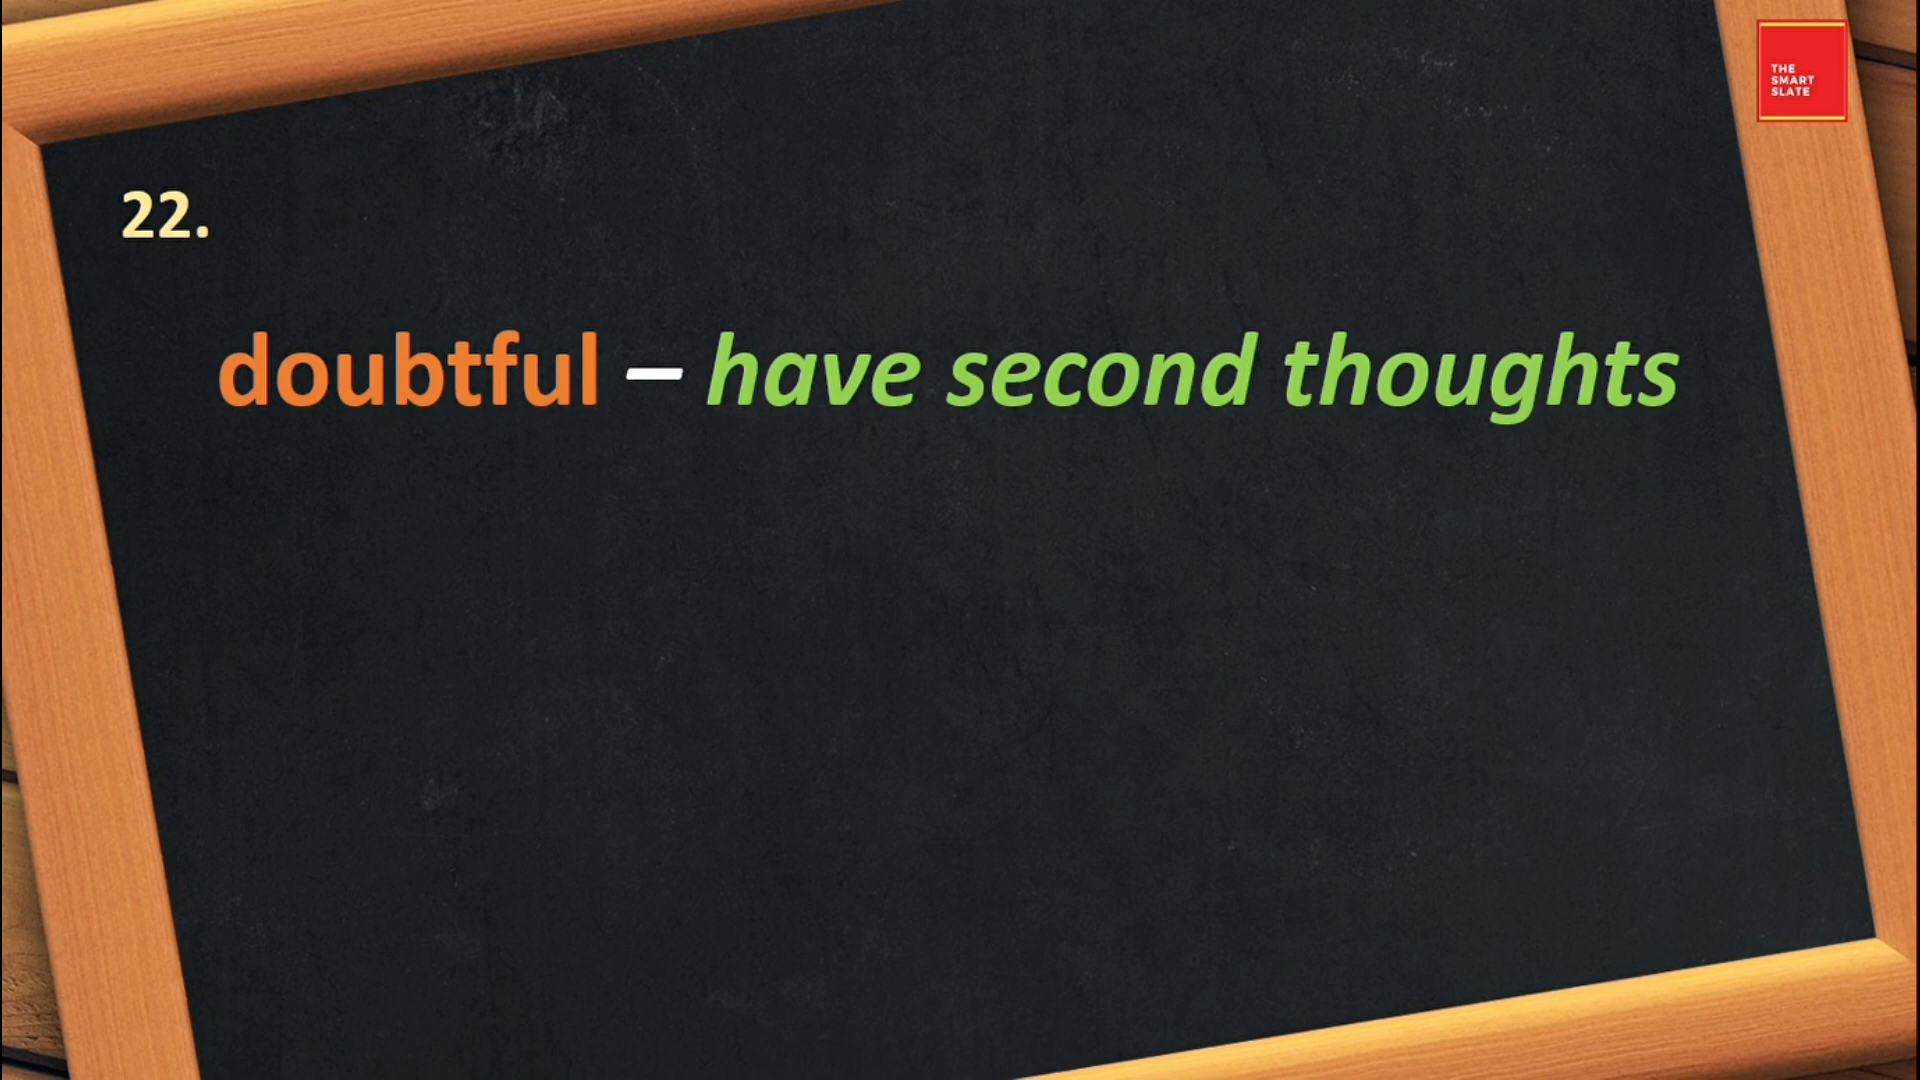 THE
SMART
SLATE
22.
doubtful – have second thoughts